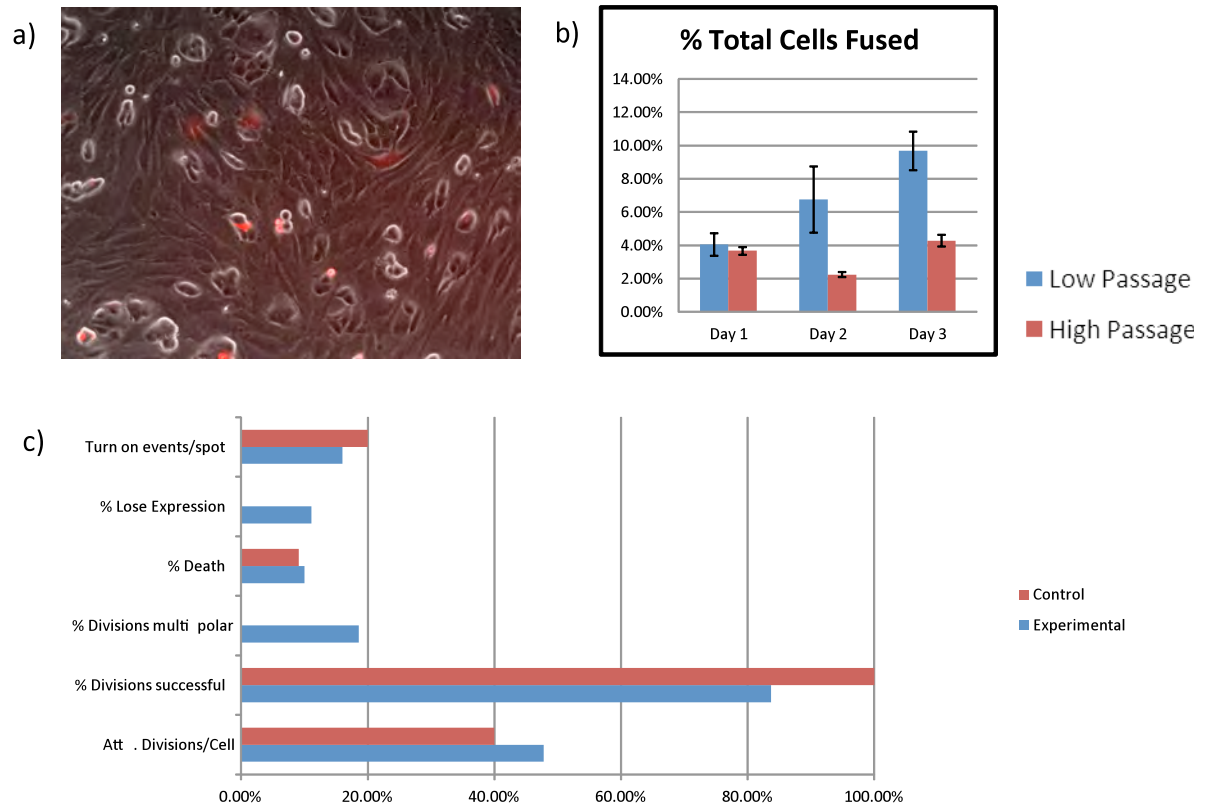 a)
b)
% Total Cells Fused
14.00%
12.00%
10.00%
8.00%
6.00%
4.00%
2.00%
0.00%
Day 1 Day 2 Day 3
Low Passage
High Passage
c)
Turn on events/spot
% Lose Expression
% Death
% Divisions multi polar
% Divisions successful
Att . Divisions/Cell
0.00% 20.00% 40.00% 60.00% 80.00% 100.00%
Control
Experimental